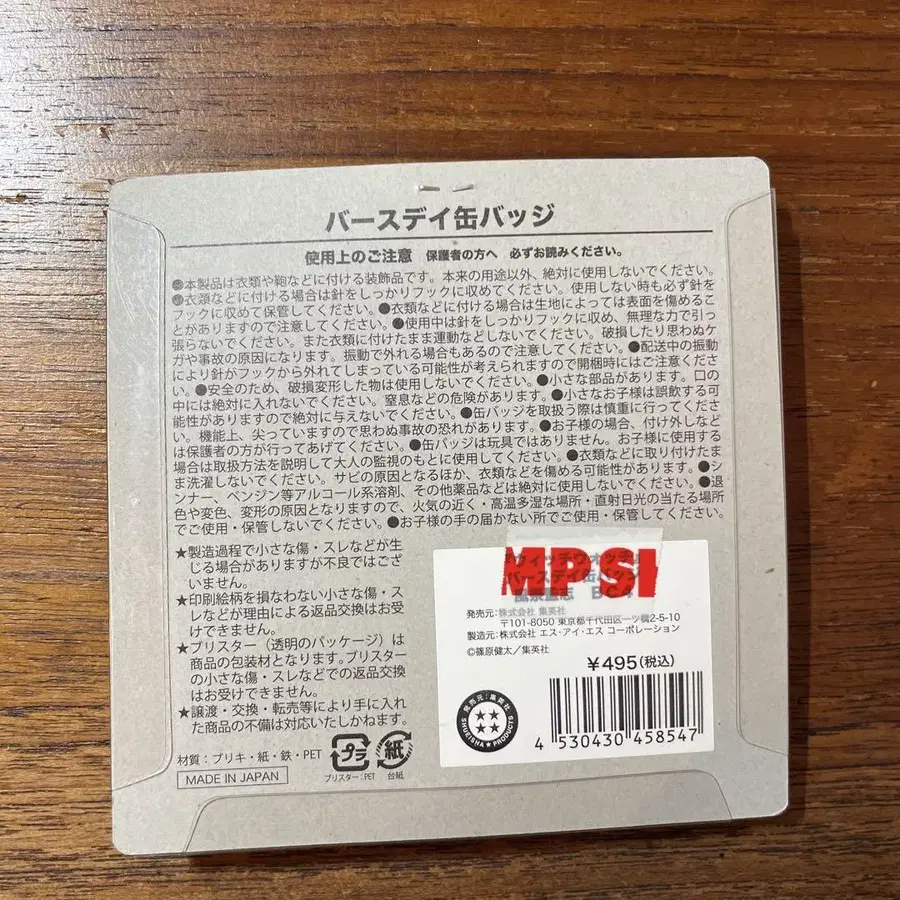 バースデイ缶バッジ
使用上のご注意 保護者の方へ 必ずお読みください。
●本製品は衣類や鞄などに付ける装飾品です。本来の用途以外、絶対に使用しないでください。
●衣類などに付ける場合は針をしっかりフックに収めてください。使用しない時も必ず針を
フックに収めて保管してください。●衣類などに付ける場合は生地によっては表面を傷めるこ
とがありますので注意してください。●使用中は針をしっかりフックに収め、無理な力で引っ
張らないでください。また衣類に付けたまま運動などしないでください。破損したり思わぬケ
ガや事故の原因になります。振動で外れる場合もあるので注意してください。●配送中の振動
により針がフックから外れてしまっている可能性が考えられますので開梱時にはご注意くださ
い。●安全のため、破損変形した物は使用しないでください。●小さな部品があります。口の
中には絶対に入れないでください。窒息などの危険があります。●小さなお子様は誤飲する可
能性がありますので絶対に与えないでください。●缶バッジを取扱う際は慎重に行ってくださ
い。機能上、尖っていますので思わぬ事故の恐れがあります。●お子様の場合、付け外しなど
は保護者の方が行ってあげてください。●缶バッジは玩具ではありません。お子様に使用する
場合は取扱方法を説明して大人の監視のもとに使用してください。●衣類などに取り付けたま
ま洗濯しないでください。サビの原因となるほか、衣類などを傷める可能性があります。●シ
ンナー、ベンジン等アルコール系溶剤、その他薬品などは絶対に使用しないでください。●退
色や変色、変形の原因となりますので、火気の近く・高温多湿な場所・直射日光の当たる場所
でご使用・保管しないでください。●お子様の手の届かない所でご使用・保管してください。
★製造過程で小さな傷・スレなどが生
じる場合がありますが不良ではござ
いません。
★印刷絵柄を損なわない小さな傷・ス
レなどが理由による返品交換はお受
けできません。
★ブリスター（透明のパッケージ）は
商品の包装材となります。ブリスター
の小さな傷・スレなどでの返品交換
はお受けできません。
★譲渡・交換・転売等により手に入れ
た商品の不備は対応いたしかねます。
材質：ブリキ・紙・鉄・PET
MADE IN JAPAN
プラ
ブリスター：PET
紙
台紙
MPSI
ウィッチウォッチ
バースデイ缶バッジ
風祭監志 BC4
発売元：株式会社 集英社
〒101-8050 東京都千代田区一ツ橋2-5-10
製造元：株式会社 エス・アイ・エス コーポレーション
©篠原健太／集英社
¥495(税込)
発売元：集英社
SHUEISHA★PRODUCTS
4 530430 458547